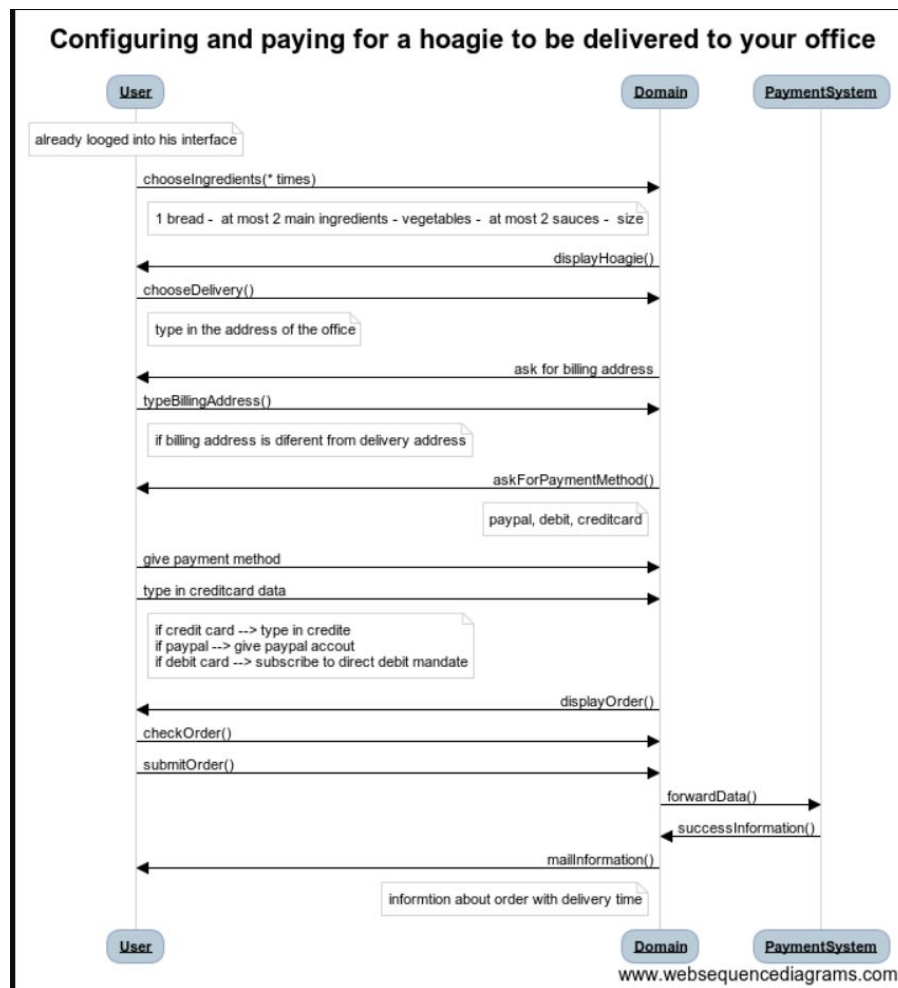 Configuring and paying for a hoagie to be delivered to your office
User Domain PaymentSystem
already looged into his interface
chooseIngredients(* times)
1 bread - at most 2 main ingredients - vegetables - at most 2 sauces - size
displayHoagie()
chooseDelivery()
type in the address of the office
ask for billing address
typeBillingAddress()
if billing address is diferent from delivery address
askForPaymentMethod()
paypal, debit, creditcard
give payment method
type in creditcard data
if credit card --> type in credite
if paypal --> give paypal accout
if debit card --> subscribe to direct debit mandate
displayOrder()
checkOrder()
submitOrder()
forwardData()
successInformation()
mailInformation()
informtion about order with delivery time
User Domain PaymentSystem
www.websequencediagrams.com